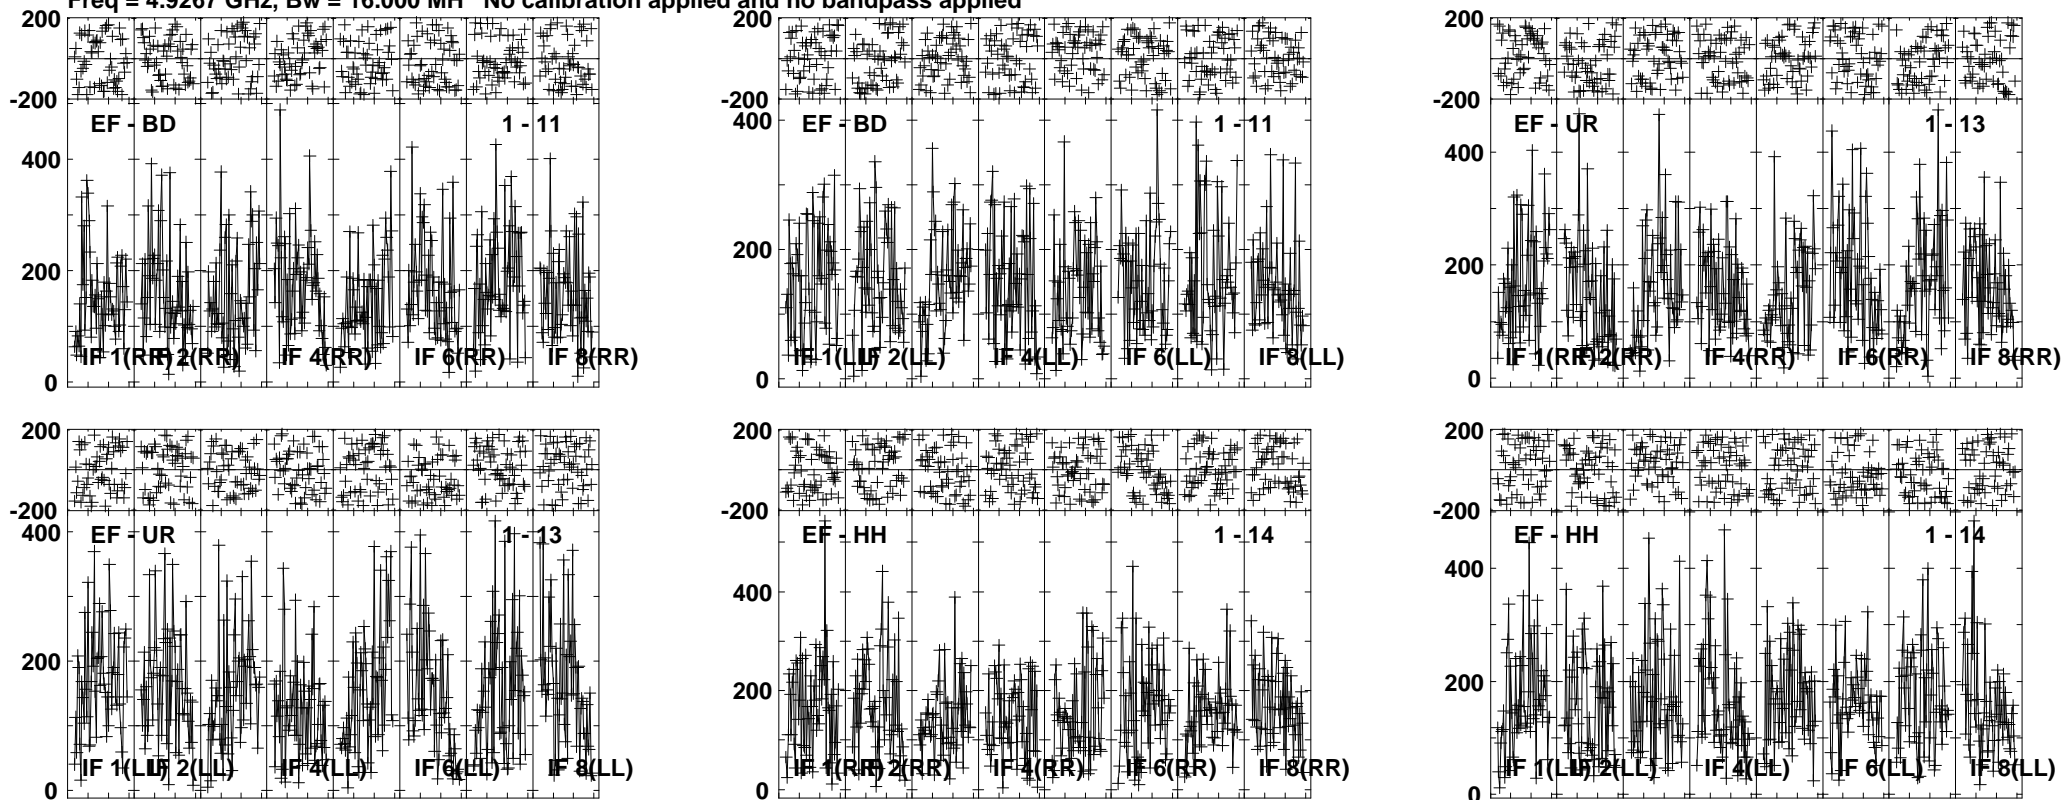 Freq = 4.9267 GHz, Bw = 16.000 MH No calibration applied and no bandpass applied
200
-200
EF - BD 1 - 11
400
200
0
IF 1(RR) IF 2(RR) IF 4(RR) IF 6(RR) IF 8(RR)
200
-200
400
EF - BD 1 - 11
200
0
IF 1(LL) IF 2(LL) IF 4(LL) IF 6(LL) IF 8(LL)
200
-200
EF - UR 1 - 13
400
200
0
IF 1(RR) IF 2(RR) IF 4(RR) IF 6(RR) IF 8(RR)
200
-200
400
EF - UR 1 - 13
200
0
IF 1(LL) IF 2(LL) IF 4(LL) IF 6(LL) IF 8(LL)
200
-200
EF - HH 1 - 14
400
200
0
IF 1(RR) IF 2(RR) IF 4(RR) IF 6(RR) IF 8(RR)
200
-200
EF - HH 1 - 14
400
200
0
IF 1(LL) IF 2(LL) IF 4(LL) IF 6(LL) IF 8(LL)